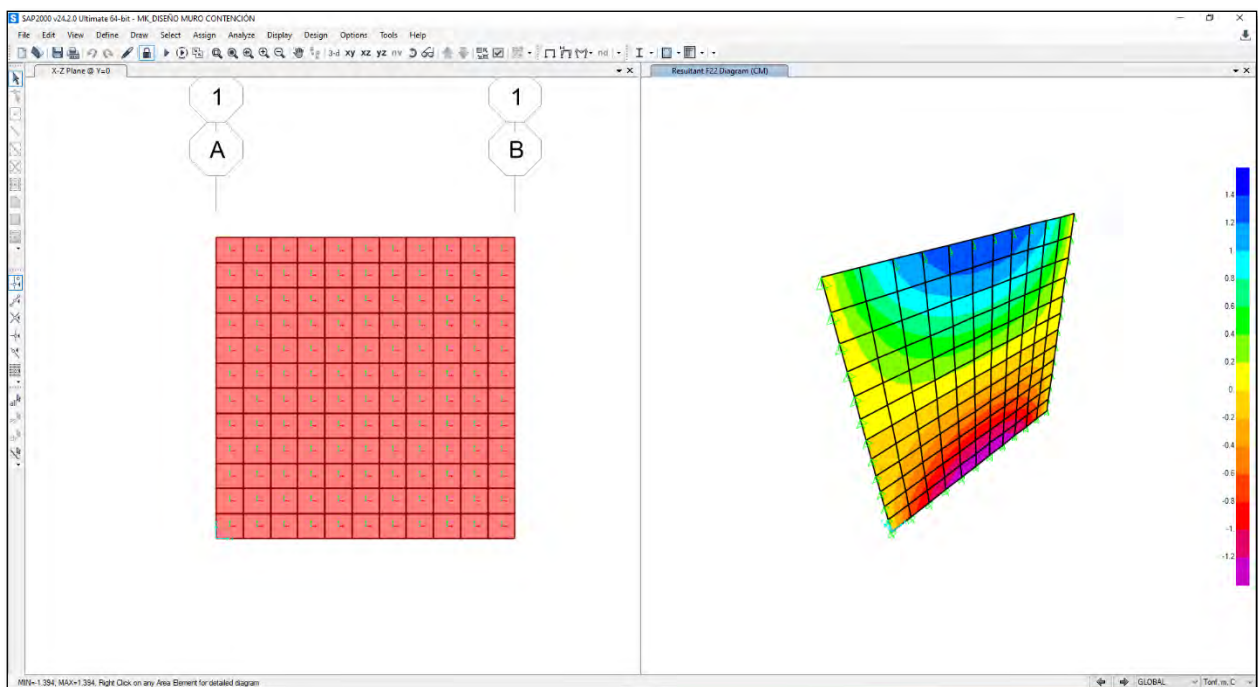 SAP2000 v24.2.0 Ultimate 64-bit - MK_DISEÑO MURO CONTENCIÓN
File Edit View Define Draw Select Assign Analyze Display Design Options Tools Help
3-d xy xz yz nv
nd
X-Z Plane @ Y=0
Resultant F22 Diagram (CM)
1 1
A B
1.4
1.2
1
0.8
0.6
0.4
0.2
0.
-0.2
-0.4
-0.6
-0.8
-1.
-1.2
MIN=-1.394, MAX=1.394, Right Click on any Area Element for detailed diagram
GLOBAL
Tonf, m, C